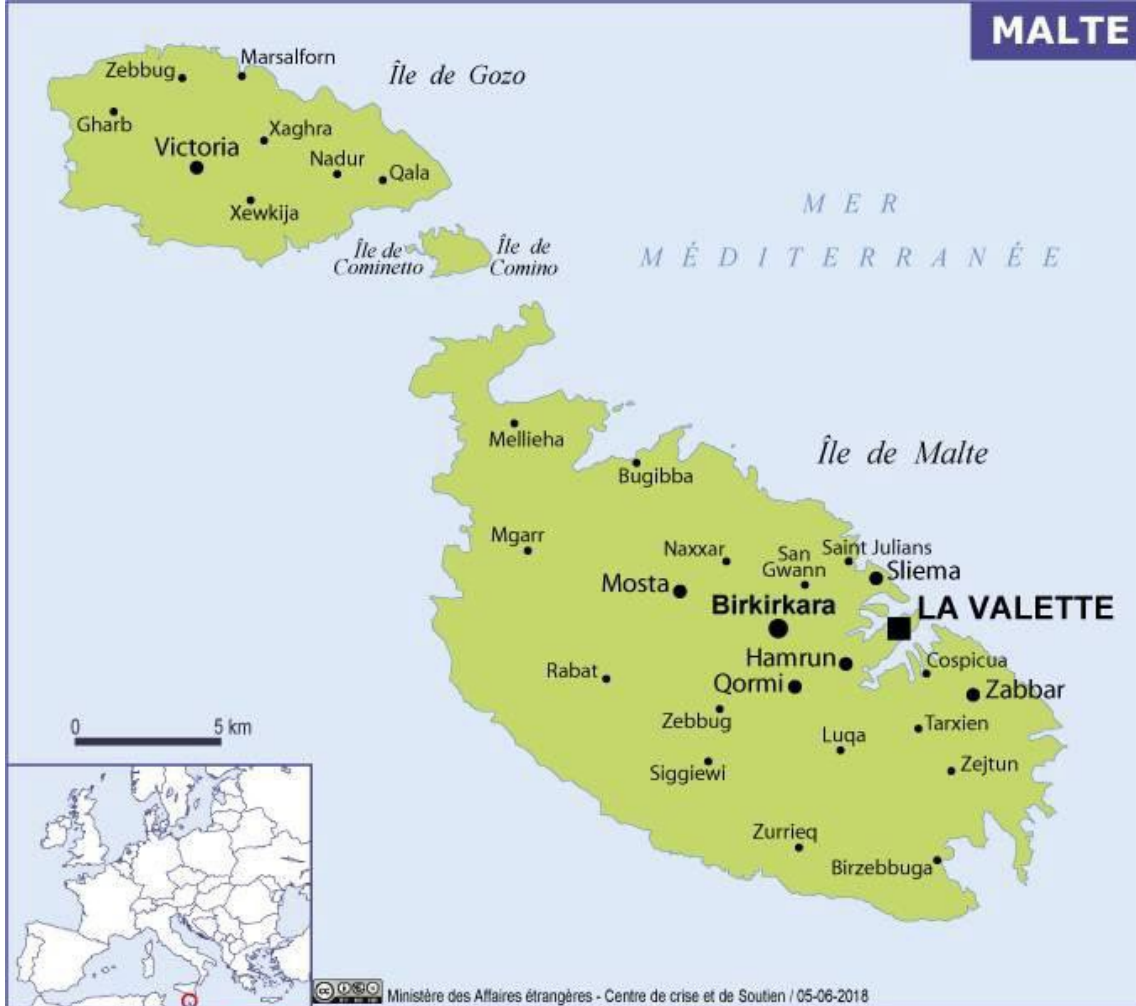 MALTE
Marsalforn
Zebbug
Île de Gozo
Gharb
Xaghra
Victoria
Nadur
Qala
Xewkija
MER
MÉDITERRANÉE
Île de
Cominetto
Île de
Comino
Mellieha
Île de Malte
Bugibba
Mgarr
Naxxar
San
Gwann
Saint Julians
Sliema
Mosta
Birkirkara
LA VALETTE
Hamrun
Cospicua
Rabat
Qormi
Zabbar
Zebbug
Luqa
Tarxien
0 5 km
Siggiewi
Zejtun
Zurrieq
Birzebbuga
Ministère des Affaires étrangères - Centre de crise et de Soutien / 05-06-2018